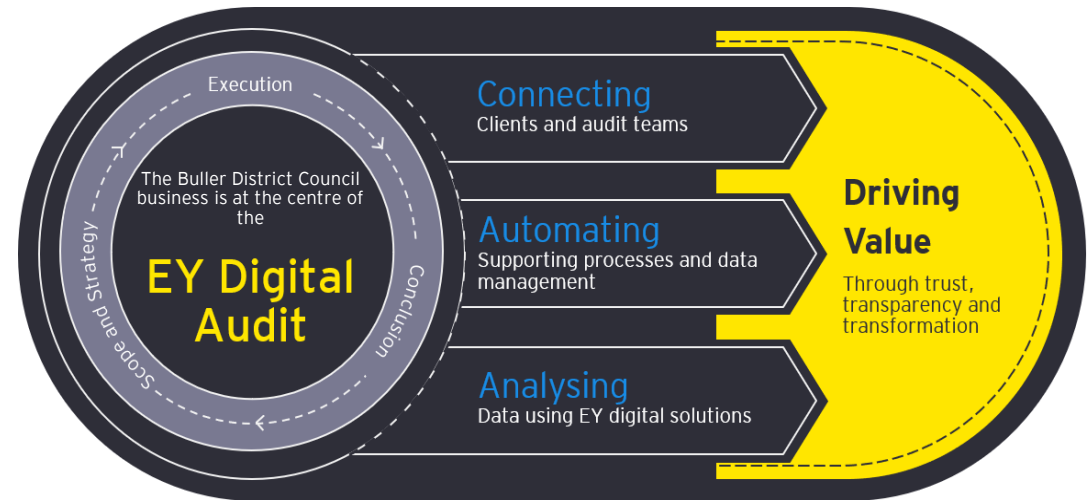 Execution
Scope and Strategy
Conclusion
The Buller District Council
business is at the centre of
the
EY Digital
Audit
Connecting
Clients and audit teams
Automating
Supporting processes and data
management
Analysing
Data using EY digital solutions
Driving
Value
Through trust,
transparency and
transformation